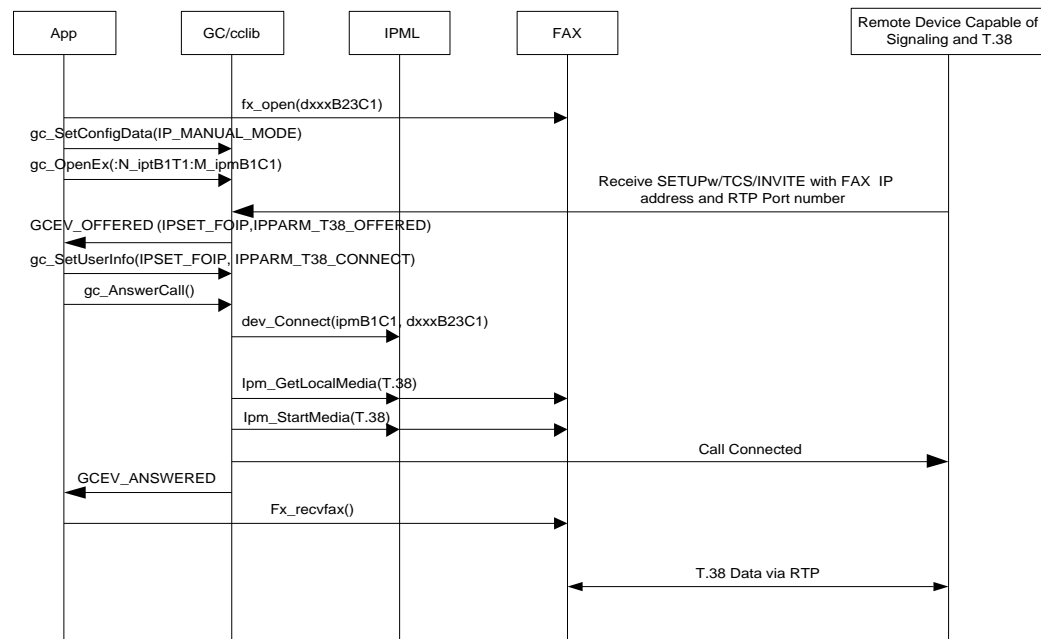 App
GC/cclib
IPML
FAX
Remote Device Capable of
Signaling and T.38
fx_open(dxxxB23C1)
gc_SetConfigData(IP_MANUAL_MODE)
gc_OpenEx(:N_iptB1T1:M_ipmB1C1)
Receive SETUPw/TCS/INVITE with FAX IP
address and RTP Port number
GCEV_OFFERED (IPSET_FOIP,IPPARM_T38_OFFERED)
gc_SetUserInfo(IPSET_FOIP, IPPARM_T38_CONNECT)
gc_AnswerCall()
dev_Connect(ipmB1C1, dxxxB23C1)
Ipm_GetLocalMedia(T.38)
Ipm_StartMedia(T.38)
Call Connected
GCEV_ANSWERED
Fx_recvfax()
T.38 Data via RTP